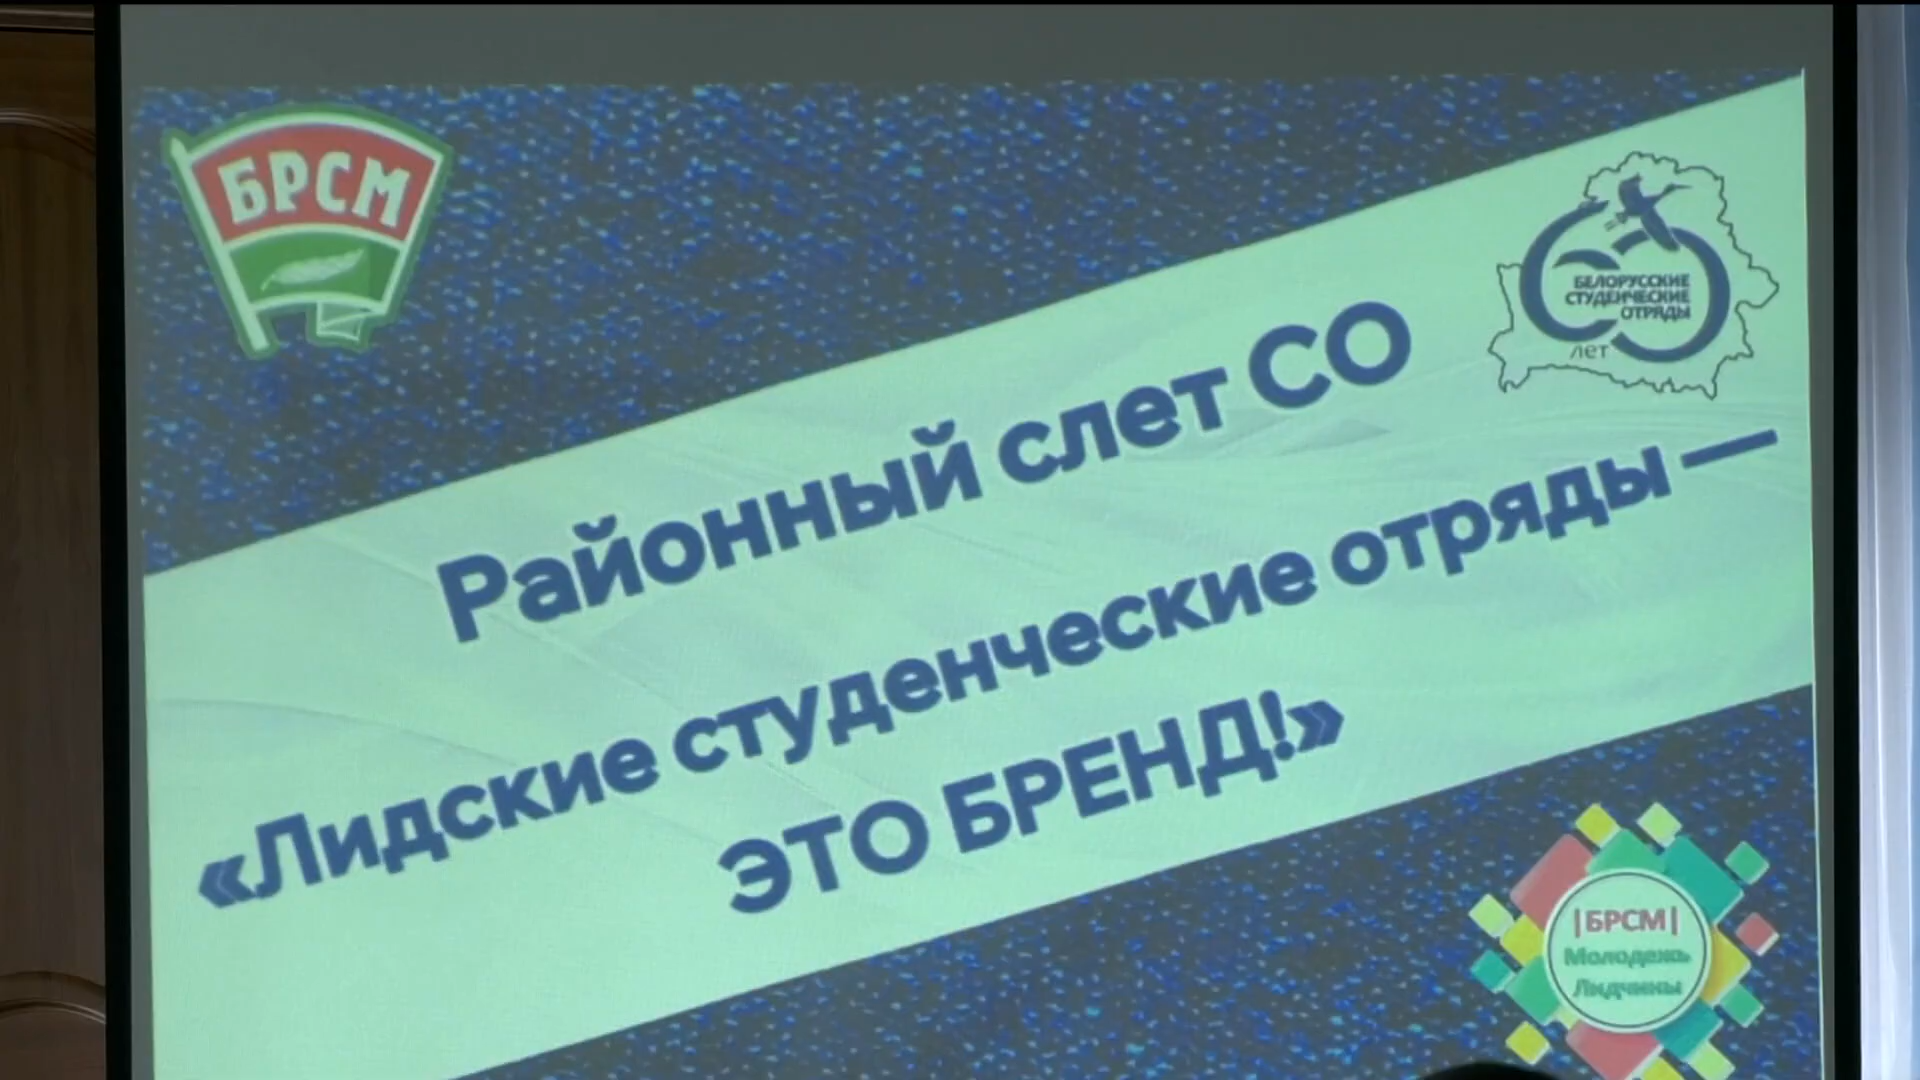 БРСМ
БЕЛОРУССКИЕ
СТУДЕНЧЕСКИЕ
ОТРЯДЫ
лет
Районный слет СО
«Лидские студенческие отряды —
ЭТО БРЕНД!»
|БРСМ|
Молодежь
Лидчины